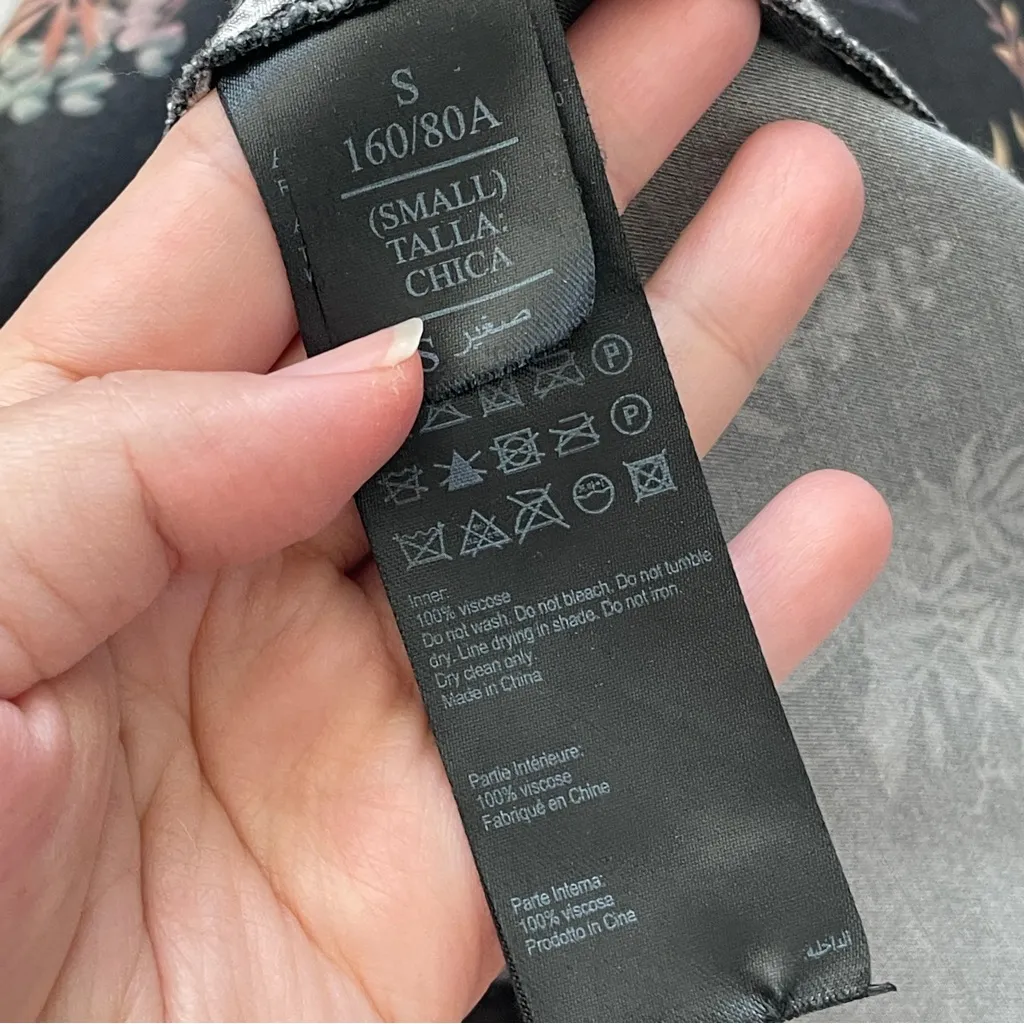 S
160/80A
(SMALL)
TALLA:
CHICA
صغير
S
P
P
Inner:
100% viscose
Do not wash. Do not bleach. Do not tumble
dry. Line drying in shade. Do not iron.
Dry clean only
Made in China
Partie Intérieure:
100% viscose
Fabriqué en Chine
Parte Interna:
100% viscosa
Prodotto in Cina
الداخلية